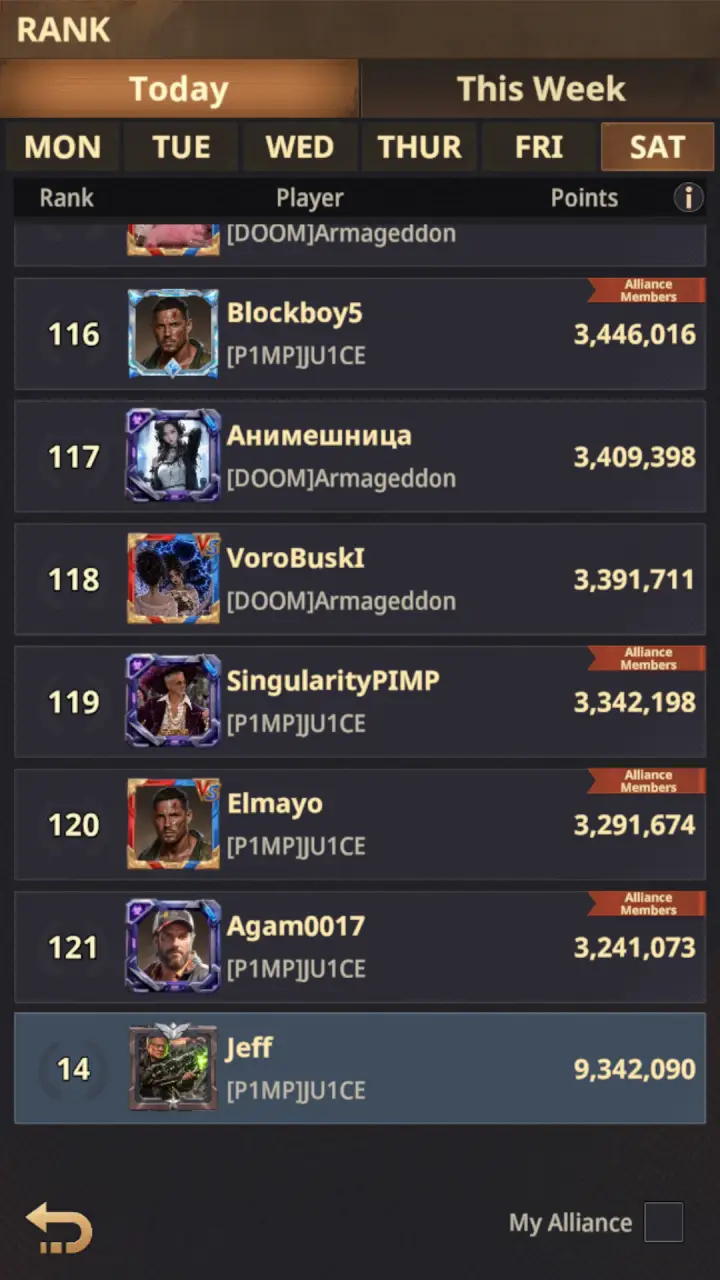 RANK
Today
This Week
MON
TUE
WED
THUR
FRI
SAT
Rank
Player
Points
i
[DOOM]Armageddon
116
Blockboy5
[P1MP]JU1CE
Alliance
Members
3,446,016
117
Анимешница
[DOOM]Armageddon
3,409,398
118
VS
VoroBuskI
[DOOM]Armageddon
3,391,711
119
SingularityPIMP
[P1MP]JU1CE
Alliance
Members
3,342,198
120
VS
Elmayo
[P1MP]JU1CE
Alliance
Members
3,291,674
121
Agam0017
[P1MP]JU1CE
Alliance
Members
3,241,073
14
Jeff
[P1MP]JU1CE
9,342,090
My Alliance